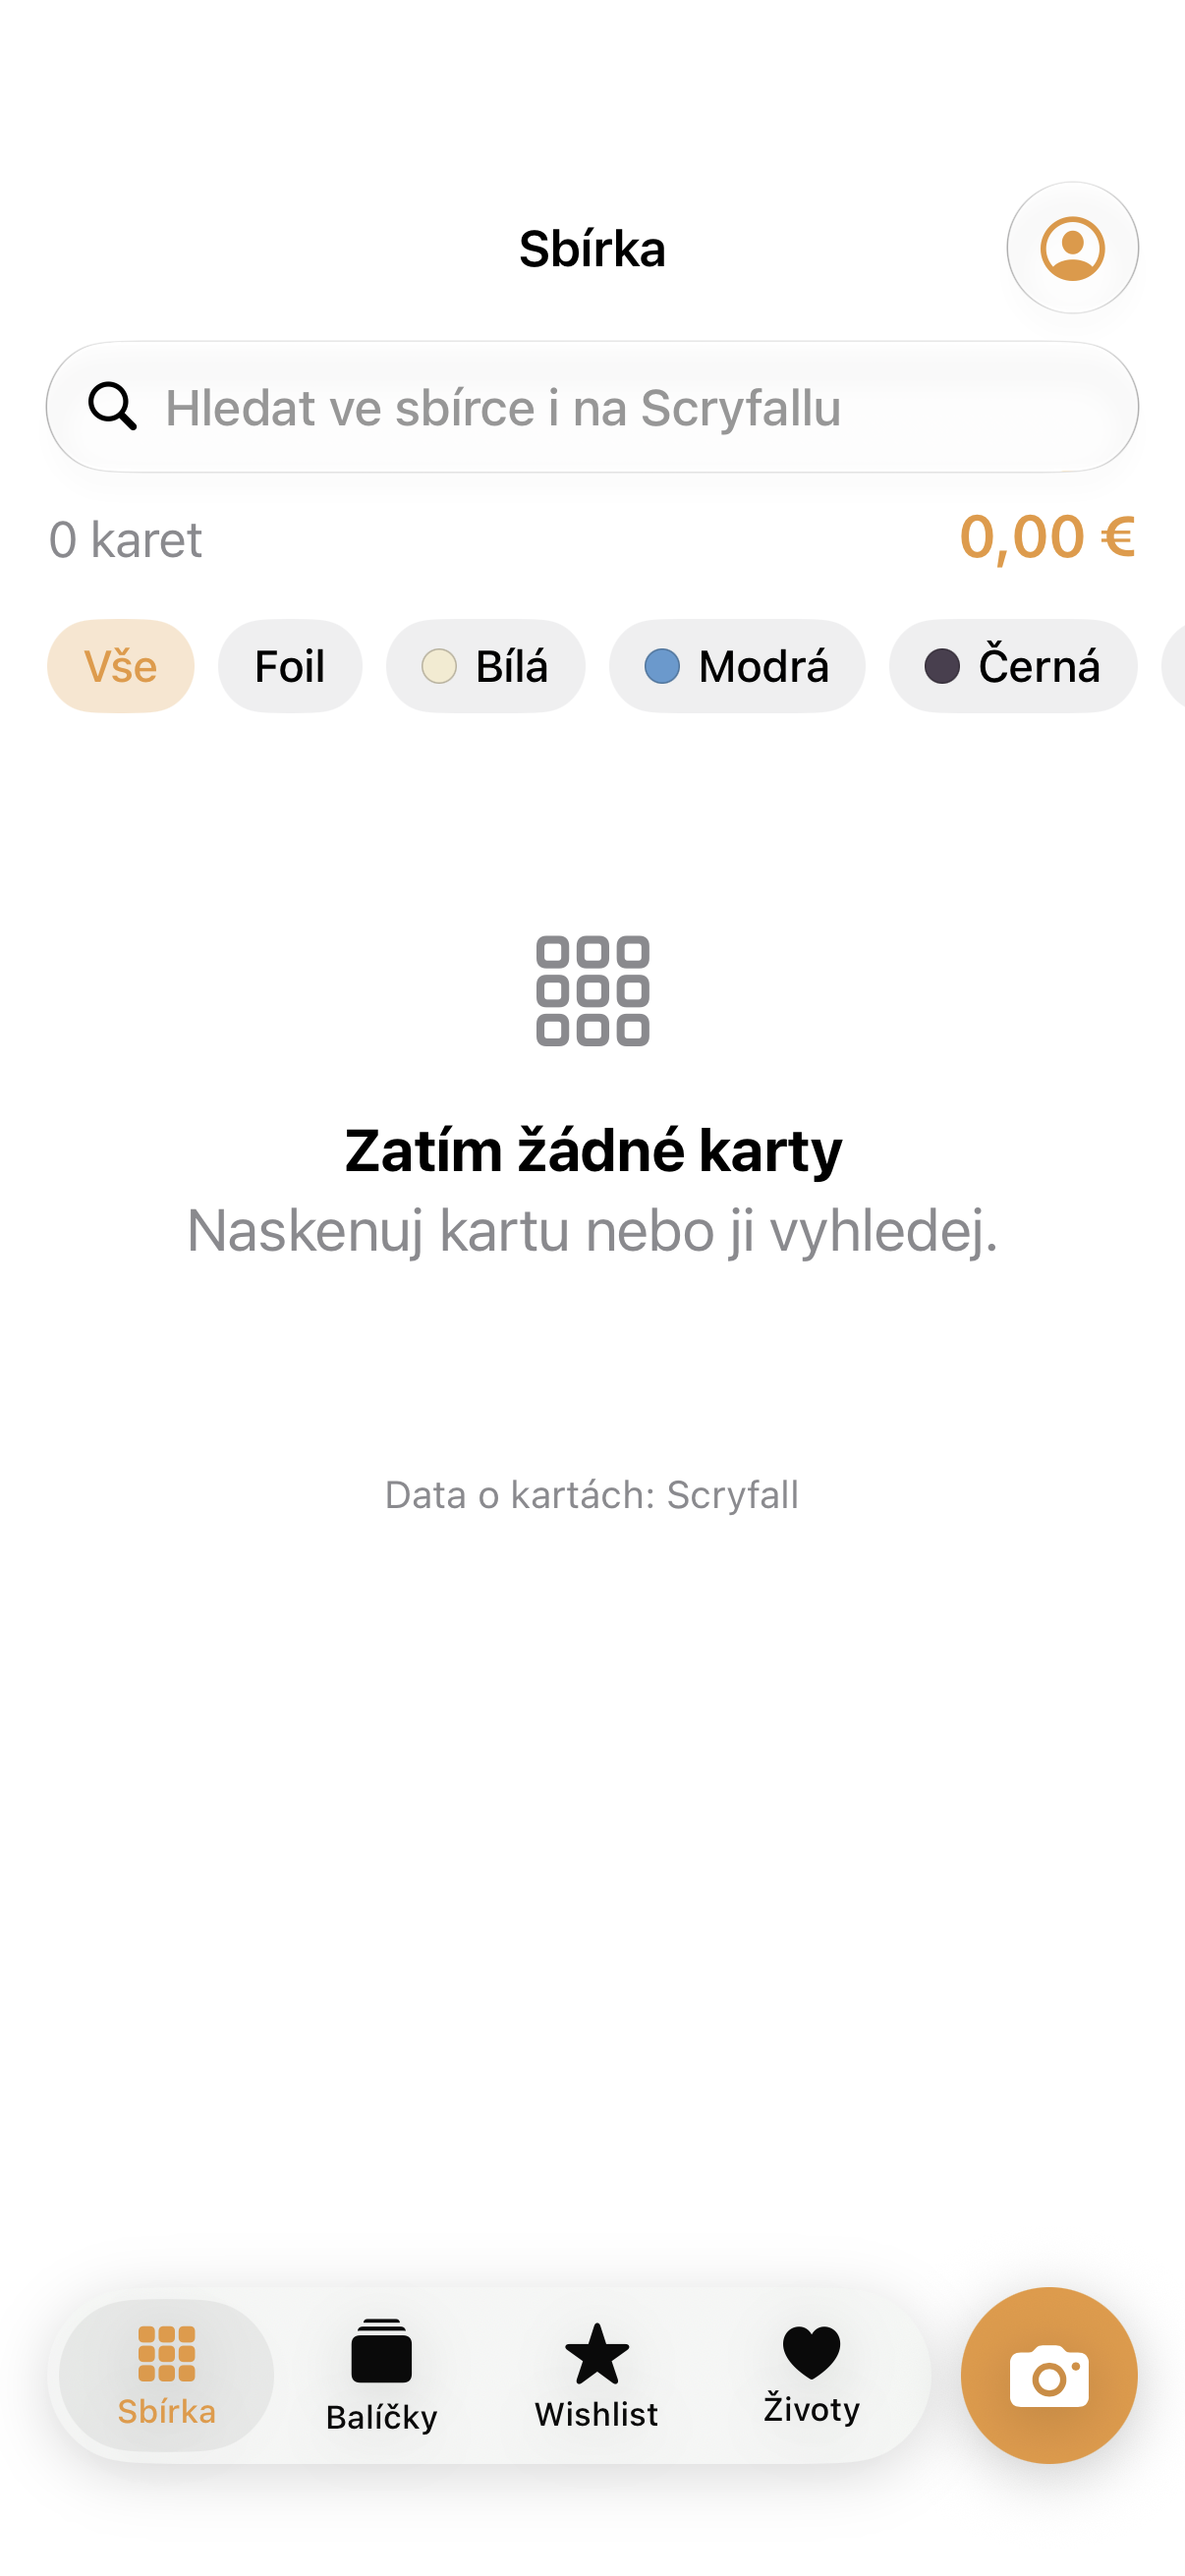 Sbírka
Hledat ve sbírce i na Scryfallu
0 karet
0,00 €
Vše
Foil
Bílá
Modrá
Černá
Zatím žádné karty
Naskenuj kartu nebo ji vyhledej.
Data o kartách: Scryfall
Sbírka
Balíčky
Wishlist
Životy